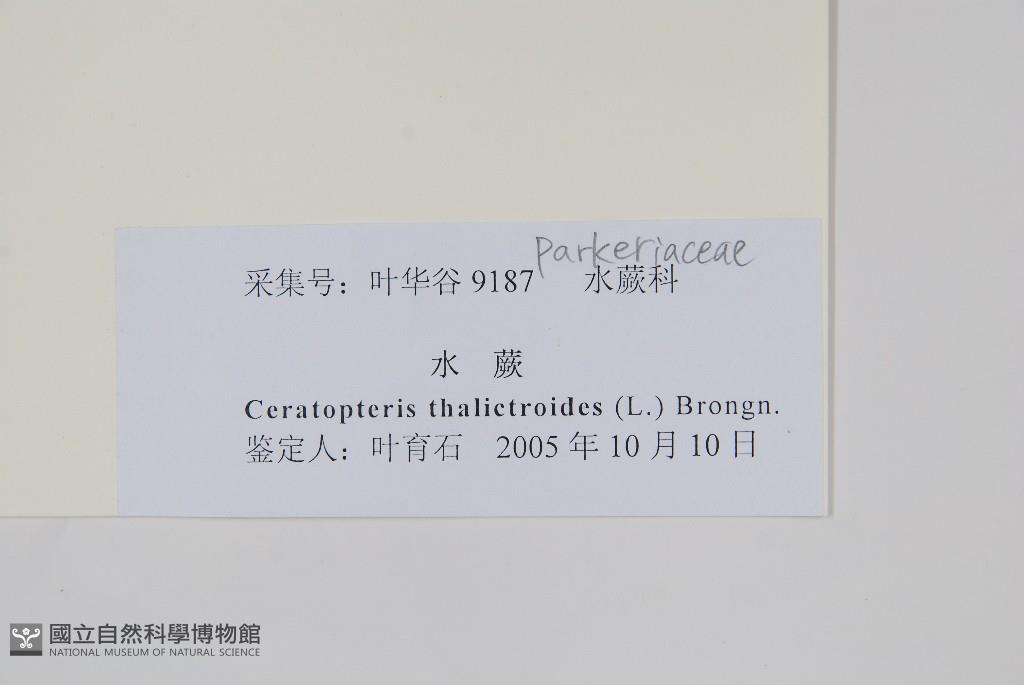 Parkeriaceae
采集号：叶华谷 9187 水蕨科
水 蕨
Ceratopteris thalictroides (L.) Brongn.
鉴定人：叶育石 2005 年 10 月 10 日
國立自然科學博物館
NATIONAL MUSEUM OF NATURAL SCIENCE